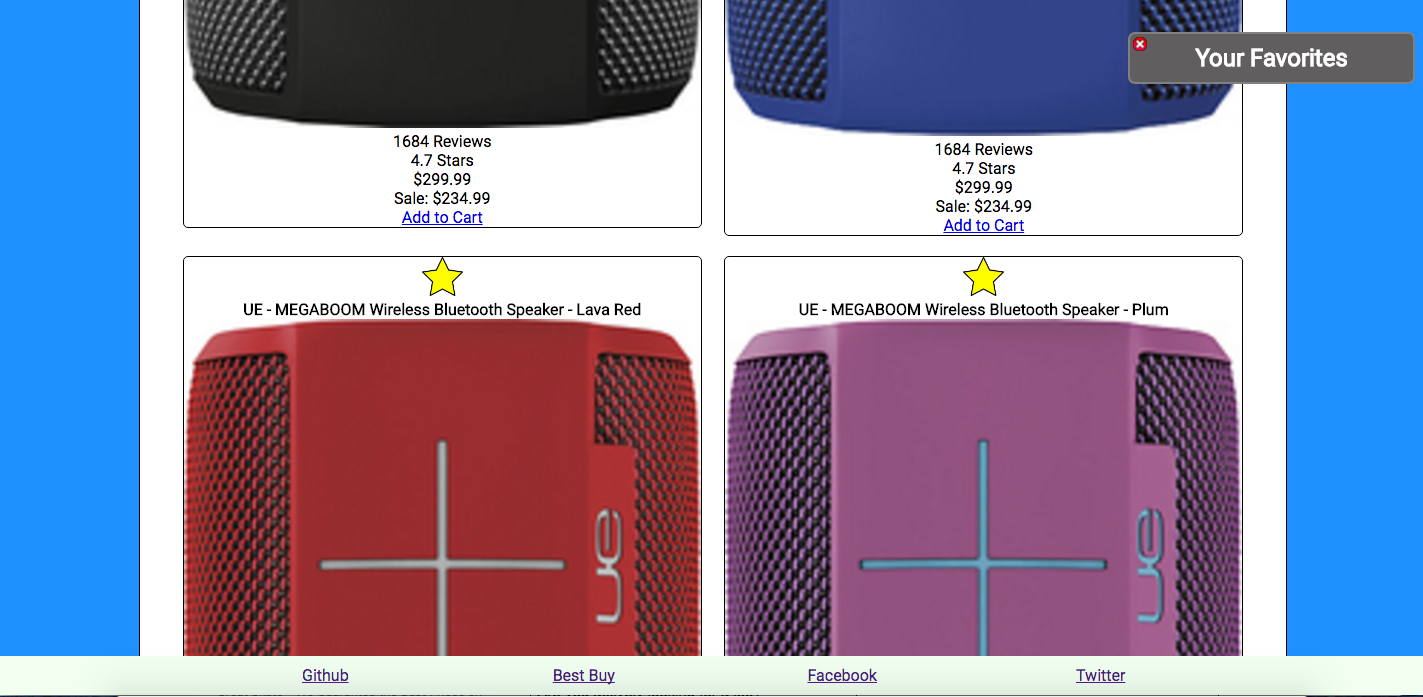 Your Favorites
1684 Reviews
4.7 Stars
$299.99
Sale: $234.99
Add to Cart
1684 Reviews
4.7 Stars
$299.99
Sale: $234.99
Add to Cart
UE - MEGABOOM Wireless Bluetooth Speaker - Lava Red
ue
UE - MEGABOOM Wireless Bluetooth Speaker - Plum
ue
Github
Best Buy
Facebook
Twitter